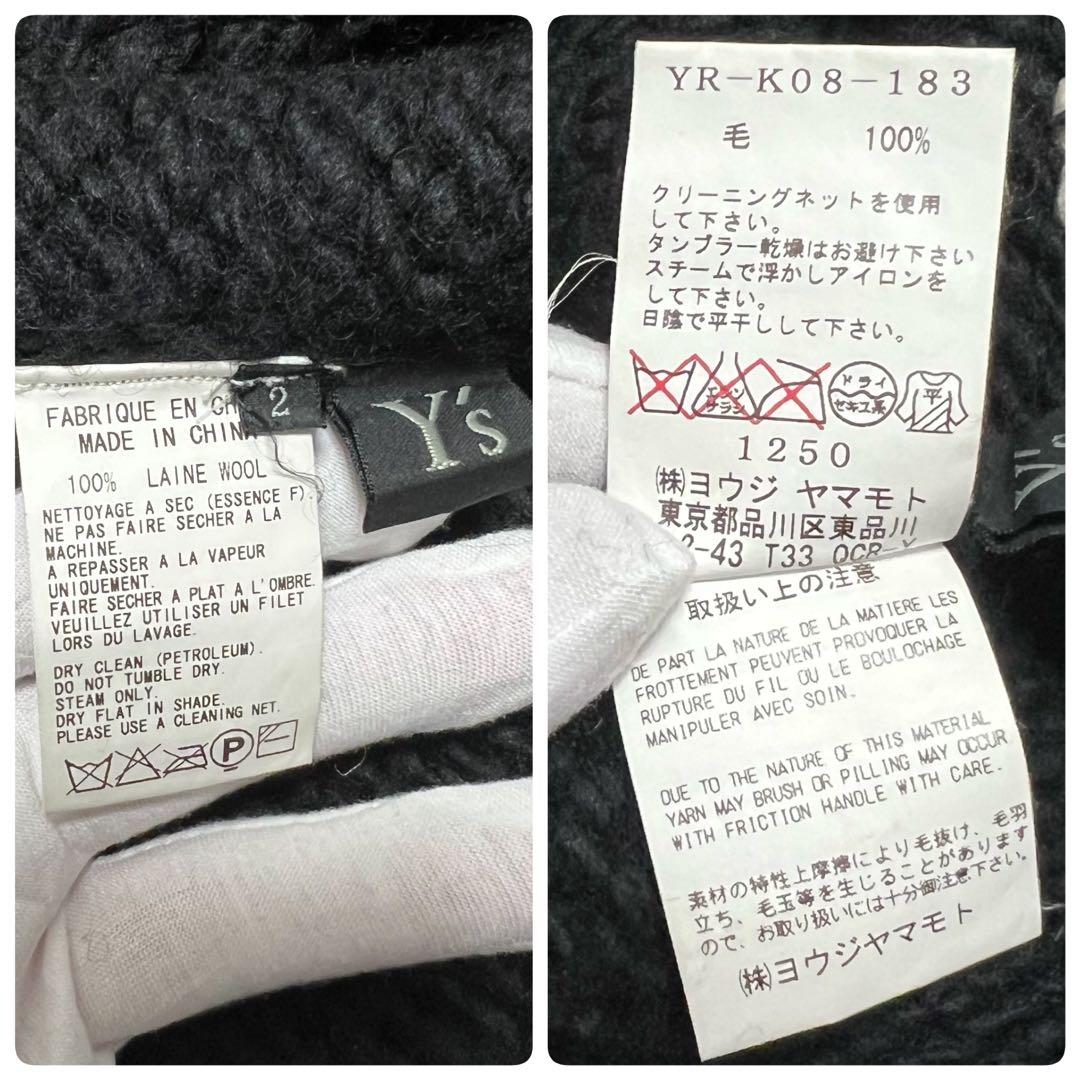 FABRIQUE EN
MADE IN CHINA
2
Y's
100% LAINE WOOL
NETTOYAGE A SEC (ESSENCE F).
NE PAS FAIRE SECHER A LA
MACHINE.
A REPASSER A LA VAPEUR
UNIQUEMENT.
FAIRE SECHER A PLAT A L'OMBRE.
VEUILLEZ UTILISER UN FILET
LORS DU LAVAGE.
DRY CLEAN (PETROLEUM).
DO NOT TUMBLE DRY.
STEAM ONLY.
DRY FLAT IN SHADE.
PLEASE USE A CLEANING NET.
P
YR-K08-183
毛 100%
クリーニングネットを使用
して下さい。
タンブラー乾燥はお避け下さい
スチームで浮かしアイロンを
して下さい。
日陰で平干しして下さい。
エンソ サラシ ドライ セキユ系 平
1250
(株)ヨウジ ヤマモト
東京都品川区東品川
2-43 T33 OCR-
取扱い上の注意
DE PART LA NATURE DE LA MATIERE LES
FROTTEMENT PEUVENT PROVOQUER LA
RUPTURE DU FIL OU LE BOULOCHAGE
MANIPULER AVEC SOIN.
DUE TO THE NATURE OF THIS MATERIAL
YARN MAY BRUSH OR PILLING MAY OCCUR
WITH FRICTION HANDLE WITH CARE.
素材の特性上摩擦により毛抜け、毛羽
立ち、毛玉等を生じることがあります
ので、お取り扱いには十分御注意下さい。
(株)ヨウジヤマモト